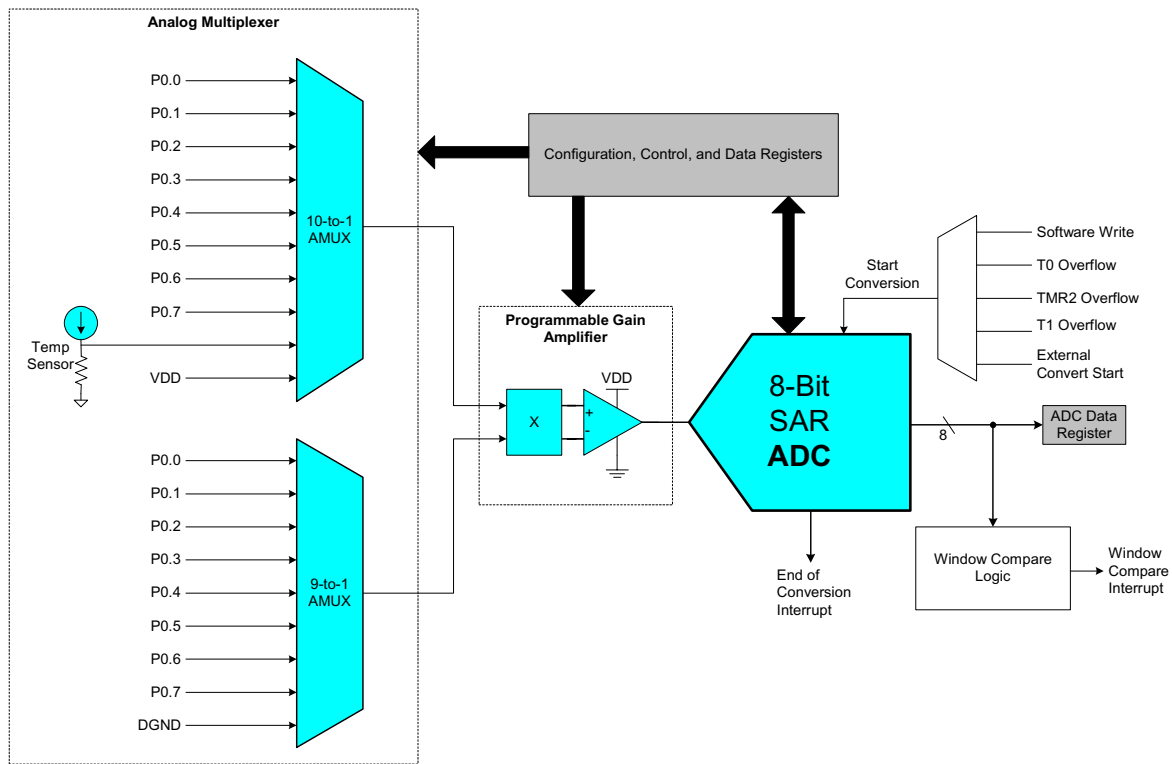 Analog Multiplexer
P0.0
P0.1
P0.2
P0.3
P0.4
P0.5
P0.6
P0.7
Temp
Sensor
VDD
10-to-1
AMUX
P0.0
P0.1
P0.2
P0.3
P0.4
P0.5
P0.6
P0.7
DGND
9-to-1
AMUX
Configuration, Control, and Data Registers
Programmable Gain
Amplifier
X
+
-
VDD
Start
Conversion
Software Write
T0 Overflow
TMR2 Overflow
T1 Overflow
External
Convert Start
8-Bit
SAR
ADC
8
ADC Data
Register
End of
Conversion
Interrupt
Window Compare
Logic
Window
Compare
Interrupt